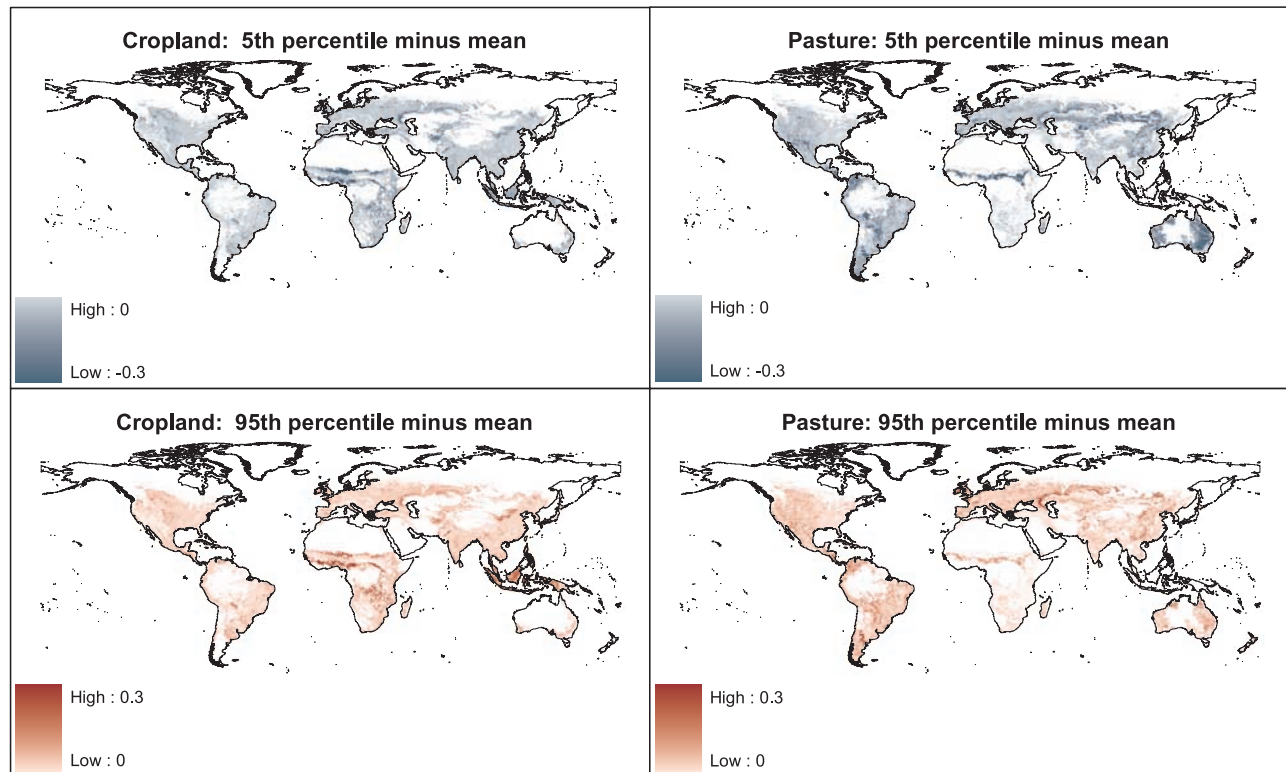 Cropland: 5th percentile minus mean
High : 0
Low : -0.3
Pasture: 5th percentile minus mean
High : 0
Low : -0.3
Cropland: 95th percentile minus mean
High : 0.3
Low : 0
Pasture: 95th percentile minus mean
High : 0.3
Low : 0